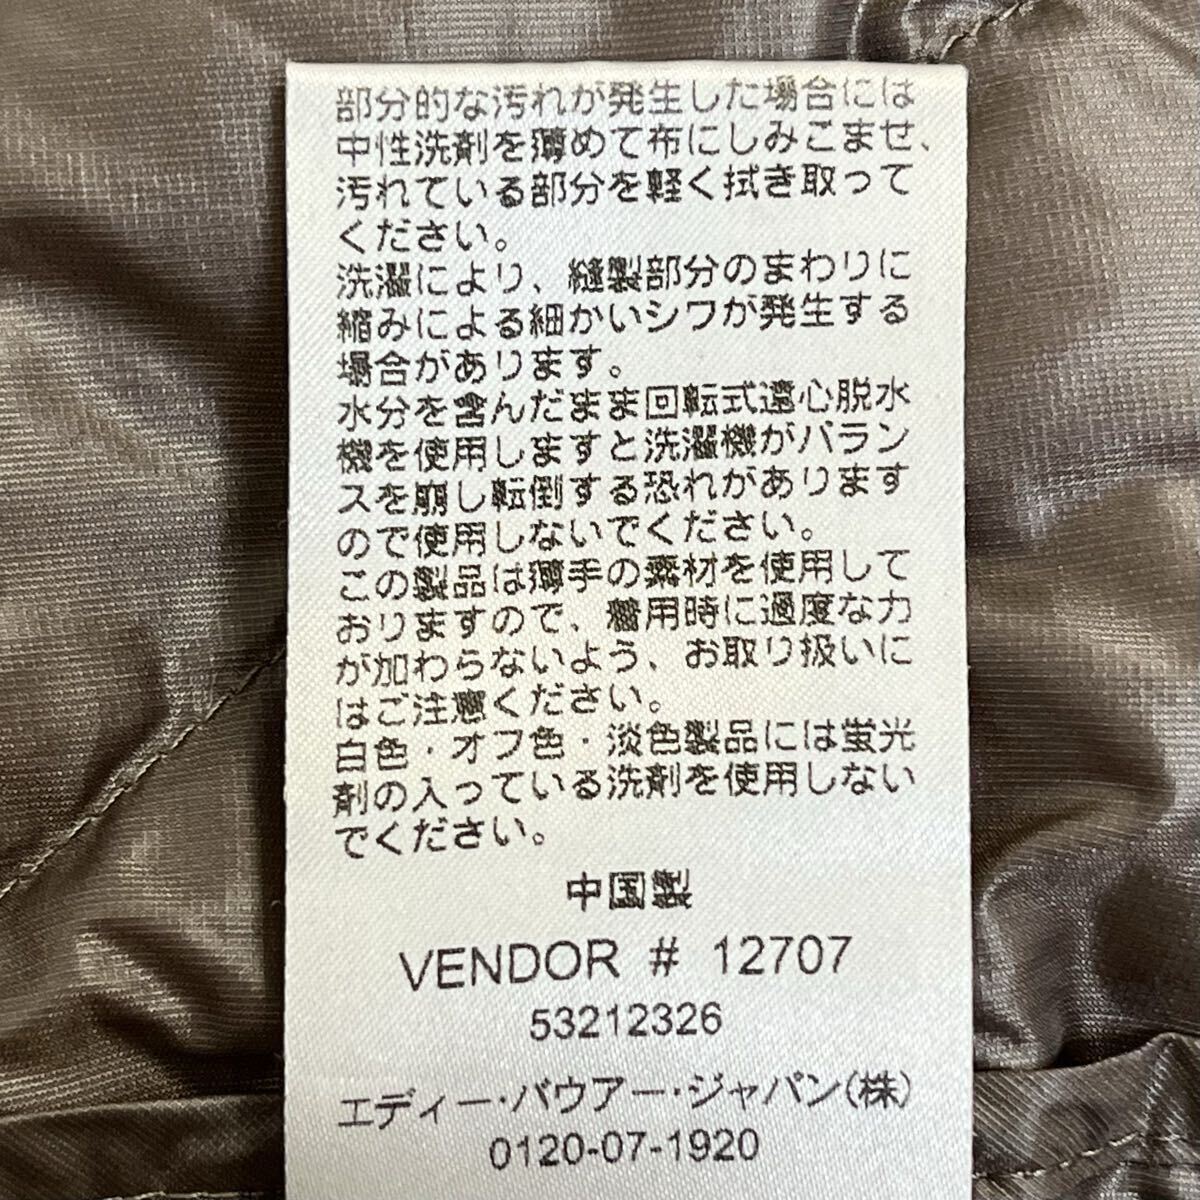 部分的な汚れが発生した場合には
中性洗剤を薄めて布にしみこませ、
汚れている部分を軽く拭き取って
ください。
洗濯により、縫製部分のまわりに
縮みによる細かいシワが発生する
場合があります。
水分を含んだまま回転式遠心脱水
機を使用しますと洗濯機がバラン
スを崩し転倒する恐れがあります
ので使用しないでください。
この製品は薄手の素材を使用して
おりますので、着用時に過度な力
が加わらないよう、お取り扱いに
はご注意ください。
白色・オフ色・淡色製品には蛍光
剤の入っている洗剤を使用しない
でください。
中国製
VENDOR # 12707
53212326
エディー・バウアー・ジャパン(株)
0120-07-1920